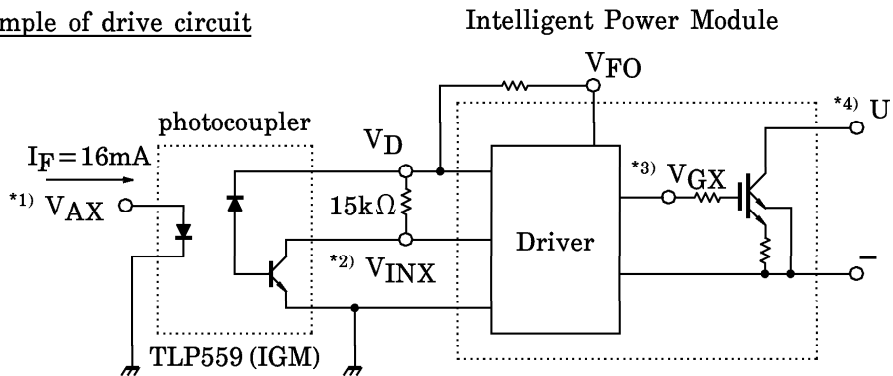 mple of drive circuit
Intelligent Power Module
VFO
*4) U
photocoupler
VD
IF=16mA
*3) VGX
*1) VAX
15kΩ
Driver
*2) VINX
−
TLP559 (IGM)